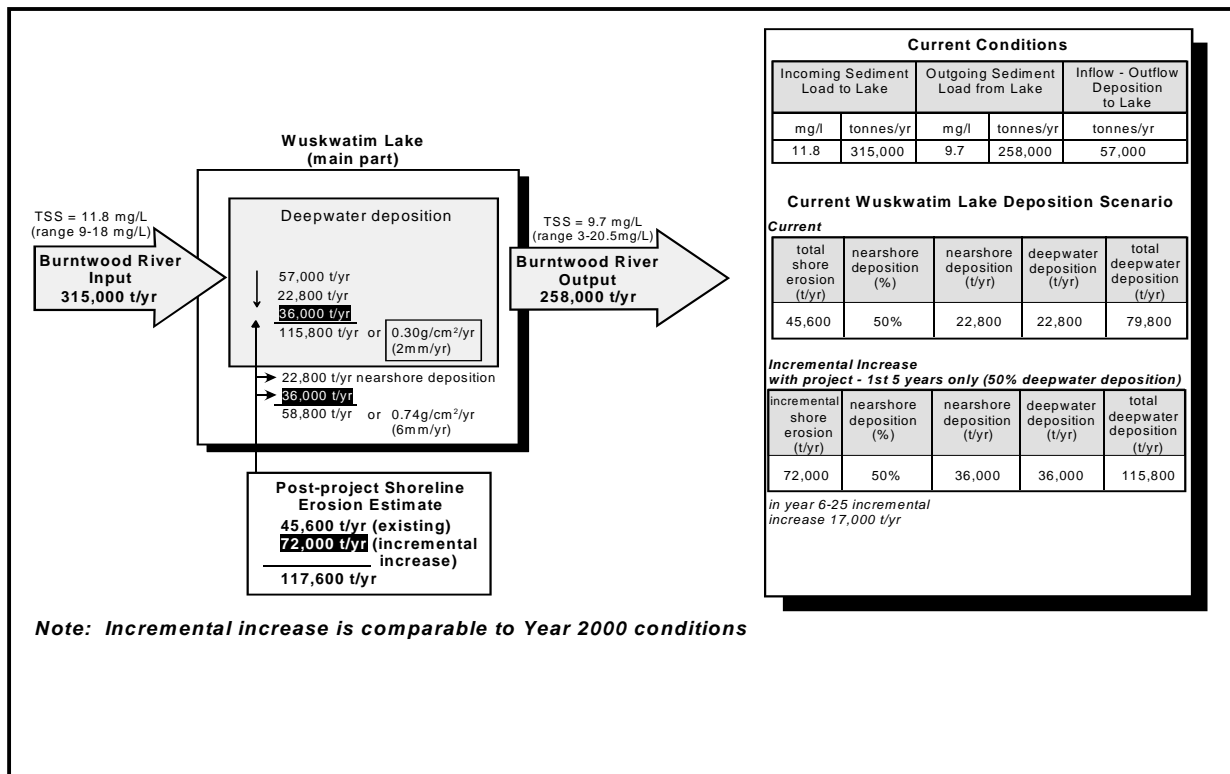 Wuskwatim Lake
(main part)
TSS = 11.8 mg/L
(range 9-18 mg/L)
Burntwood River
Input
315,000 t/yr
Deepwater deposition
57,000 t/yr
22,800 t/yr
36,000 t/yr
115,800 t/yr or 0.30g/cm²/yr
(2mm/yr)
22,800 t/yr nearshore deposition
36,000 t/yr
58,800 t/yr or 0.74g/cm²/yr
(6mm/yr)
TSS = 9.7 mg/L
(range 3-20.5mg/L)
Burntwood River
Output
258,000 t/yr
Post-project Shoreline
Erosion Estimate
45,600 t/yr (existing)
72,000 t/yr (incremental
increase)
117,600 t/yr
Note: Incremental increase is comparable to Year 2000 conditions
Current Conditions
Incoming Sediment Load to Lake Outgoing Sediment Load from Lake Inflow - Outflow Deposition to Lake
mg/l tonnes/yr mg/l tonnes/yr tonnes/yr
11.8 315,000 9.7 258,000 57,000
Current Wuskwatim Lake Deposition Scenario
Current
total shore erosion (t/yr) nearshore deposition (%) nearshore deposition (t/yr) deepwater deposition (t/yr) total deepwater deposition (t/yr)
45,600 50% 22,800 22,800 79,800
Incremental Increase
with project - 1st 5 years only (50% deepwater deposition)
incremental shore erosion (t/yr) nearshore deposition (%) nearshore deposition (t/yr) deepwater deposition (t/yr) total deepwater deposition (t/yr)
72,000 50% 36,000 36,000 115,800
in year 6-25 incremental
increase 17,000 t/yr